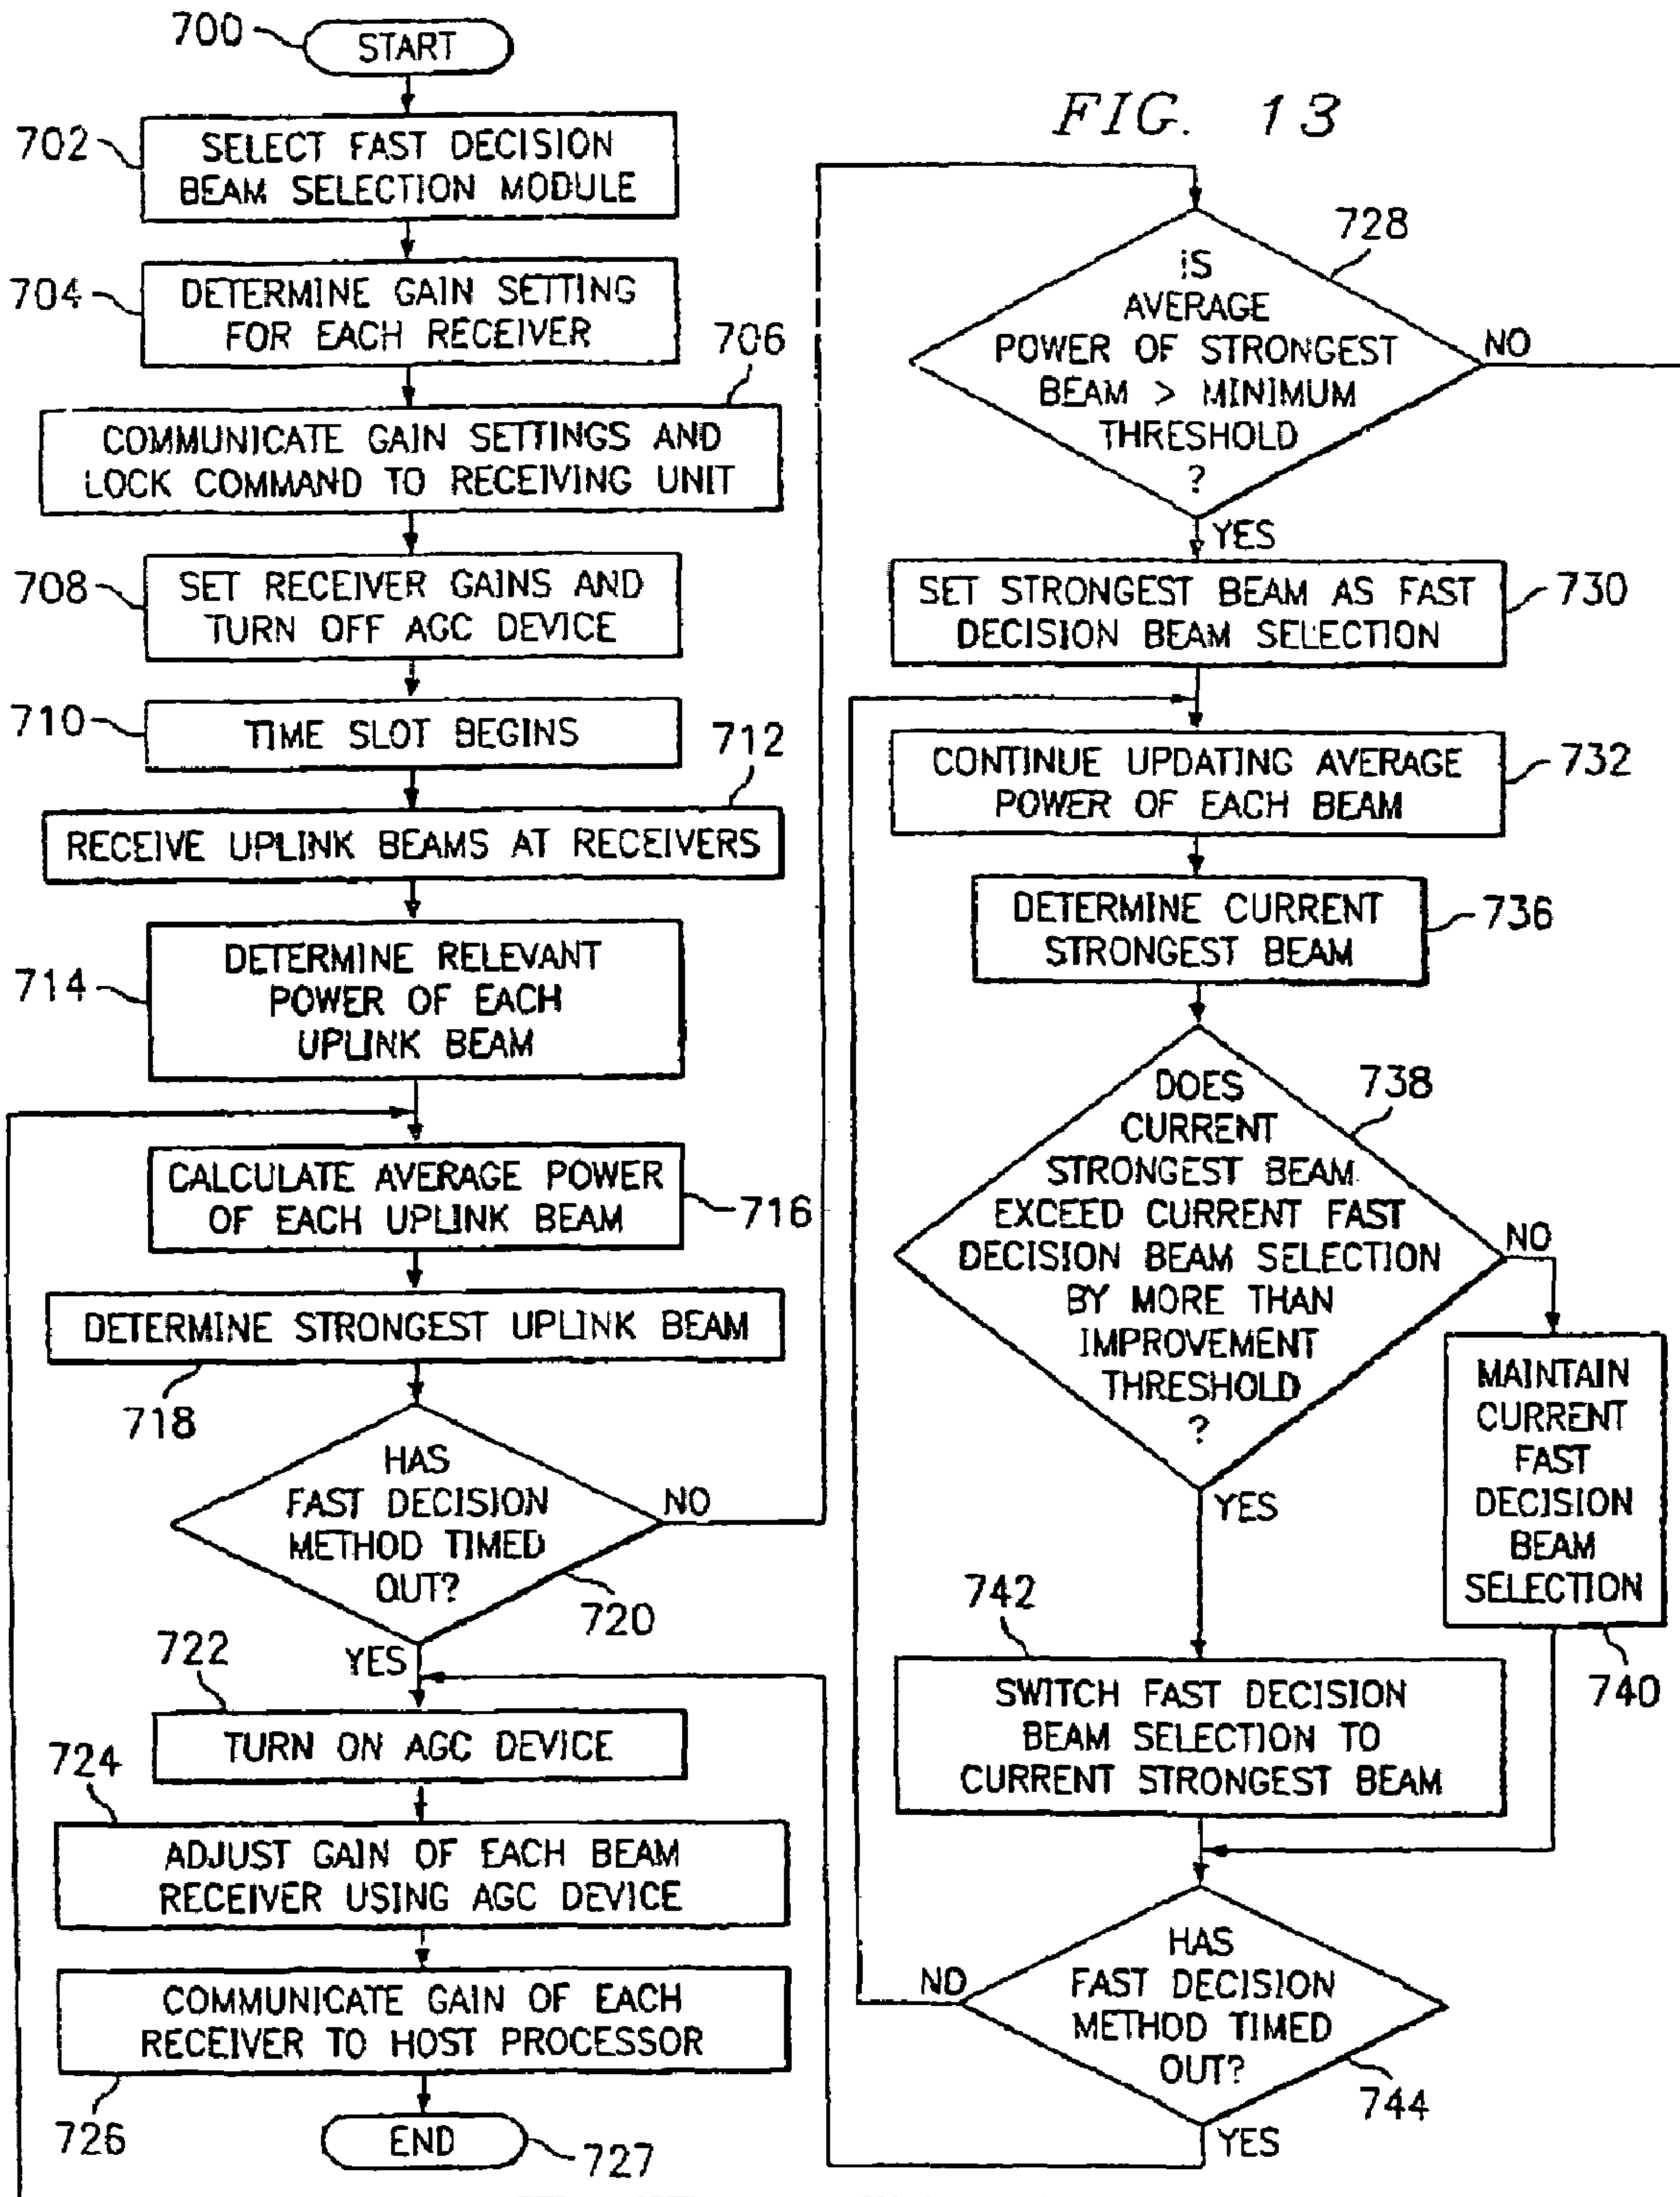 FIG. 13
700
START
702
SELECT FAST DECISION
BEAM SELECTION MODULE
704
DETERMINE GAIN SETTING
FOR EACH RECEIVER
706
COMMUNICATE GAIN SETTINGS AND
LOCK COMMAND TO RECEIVING UNIT
708
SET RECEIVER GAINS AND
TURN OFF AGC DEVICE
710
TIME SLOT BEGINS
712
RECEIVE UPLINK BEAMS AT RECEIVERS
714
DETERMINE RELEVANT
POWER OF EACH
UPLINK BEAM
CALCULATE AVERAGE POWER
OF EACH UPLINK BEAM
716
DETERMINE STRONGEST UPLINK BEAM
718
HAS
FAST DECISION
METHOD TIMED
OUT?
NO
720
YES
722
TURN ON AGC DEVICE
724
ADJUST GAIN OF EACH BEAM
RECEIVER USING AGC DEVICE
COMMUNICATE GAIN OF EACH
RECEIVER TO HOST PROCESSOR
726
END
727
728
IS
AVERAGE
POWER OF STRONGEST
BEAM > MINIMUM
THRESHOLD
?
NO
YES
SET STRONGEST BEAM AS FAST
DECISION BEAM SELECTION
730
CONTINUE UPDATING AVERAGE
POWER OF EACH BEAM
732
DETERMINE CURRENT
STRONGEST BEAM
736
738
DOES
CURRENT
STRONGEST BEAM
EXCEED CURRENT FAST
DECISION BEAM SELECTION
BY MORE THAN
IMPROVEMENT
THRESHOLD
?
NO
YES
MAINTAIN
CURRENT
FAST
DECISION
BEAM
SELECTION
740
742
SWITCH FAST DECISION
BEAM SELECTION TO
CURRENT STRONGEST BEAM
HAS
FAST DECISION
METHOD TIMED
OUT?
NO
744
YES